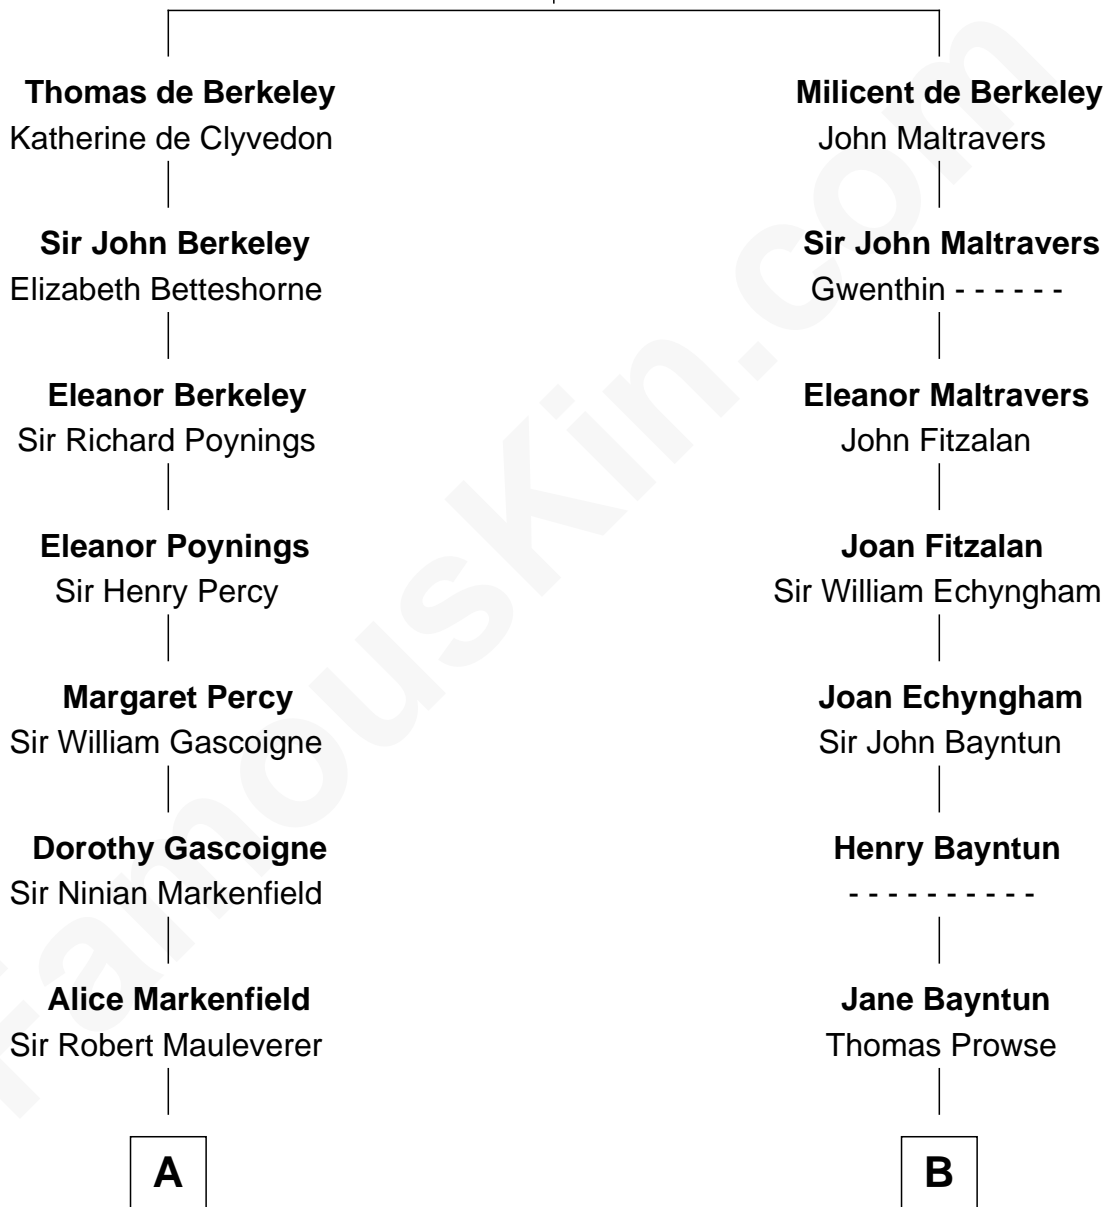 Thomas de Berkeley
Katherine de Clyvedon
Sir John Berkeley
Elizabeth Betteshorne
Eleanor Berkeley
Sir Richard Poynings
Eleanor Poynings
Sir Henry Percy
Margaret Percy
Sir William Gascoigne
Dorothy Gascoigne
Sir Ninian Markenfield
Alice Markenfield
Sir Robert Mauleverer
A
Milicent de Berkeley
John Maltravers
Sir John Maltravers
Gwenthin - - - - - -
Eleanor Maltravers
John Fitzalan
Joan Fitzalan
Sir William Echyngham
Joan Echyngham
Sir John Bayntun
Henry Bayntun
- - - - - - - - - -
Jane Bayntun
Thomas Prowse
B
FamousKin.com